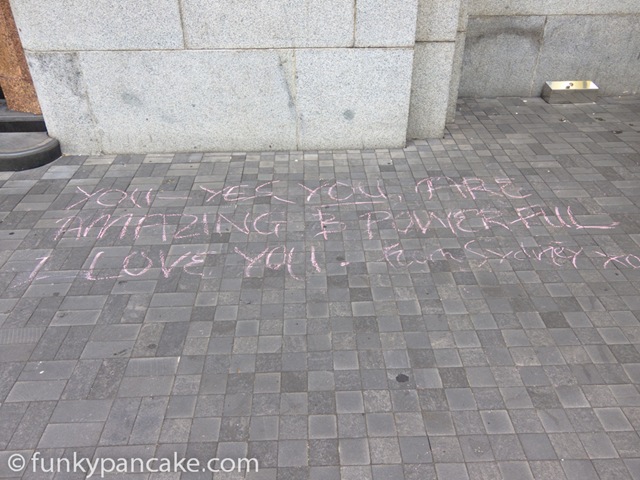 YOU - YES YOU, ARE
AMAZING & POWERFUL
I LOVE YOU! - From Sydney xo
© funkypancake.com